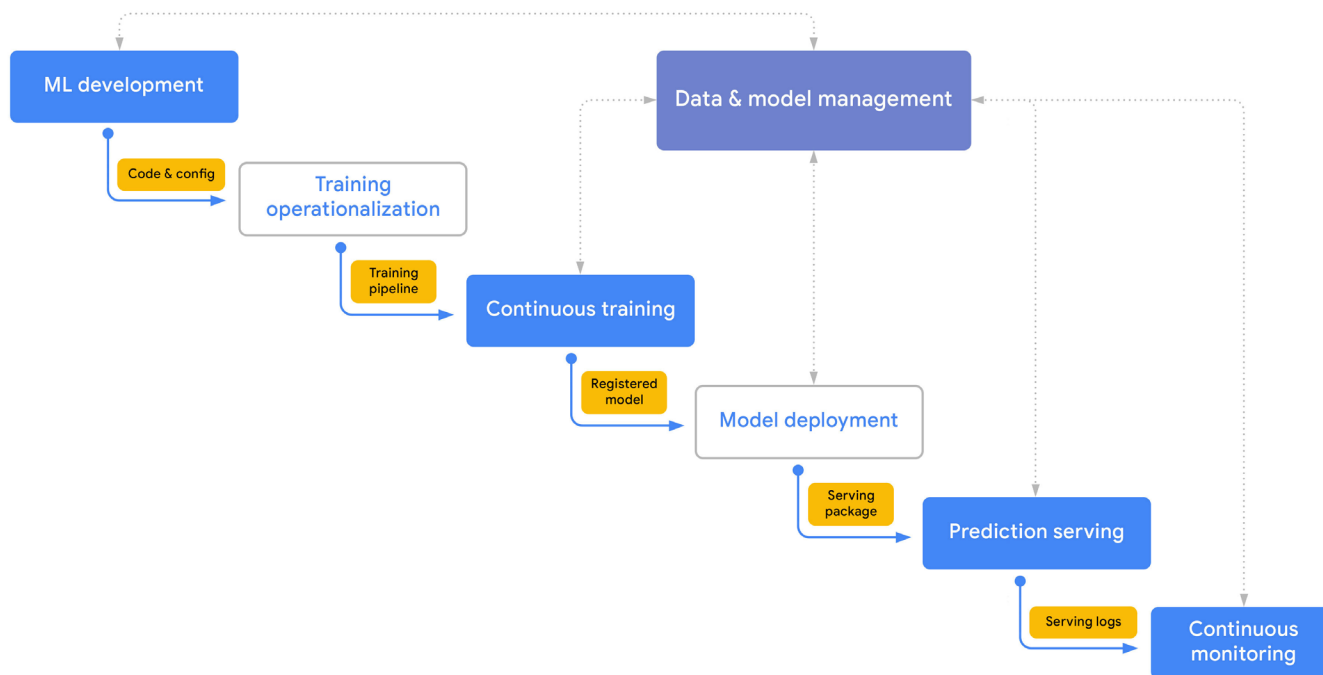 ML development
Data & model management
Code & config
Training
operationalization
Training
pipeline
Continuous training
Registered
model
Model deployment
Serving
package
Prediction serving
Serving logs
Continuous
monitoring